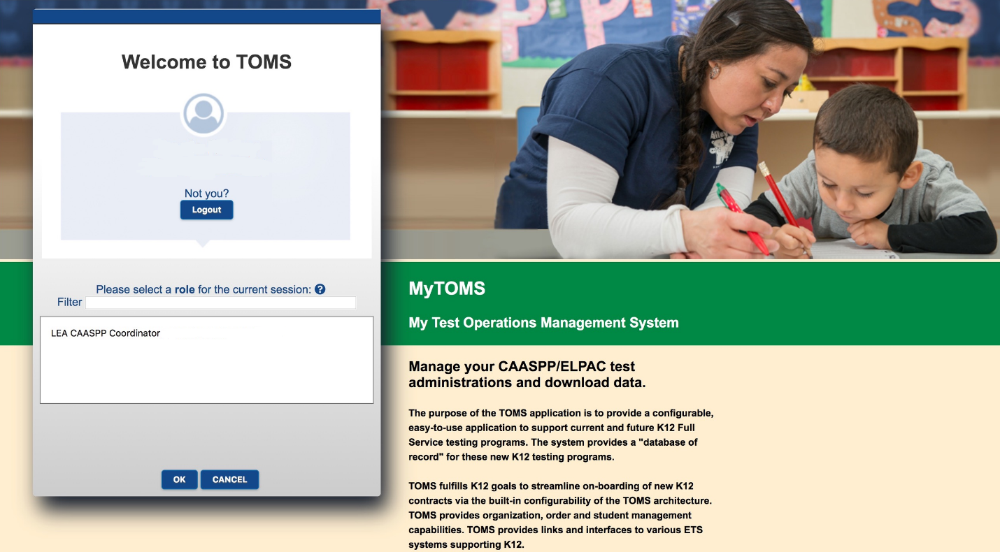 Welcome to TOMS
Not you?
Logout
Please select a role for the current session: ?
Filter
LEA CAASPP Coordinator
OK CANCEL
MyTOMS
My Test Operations Management System
Manage your CAASPP/ELPAC test
administrations and download data.
The purpose of the TOMS application is to provide a configurable,
easy-to-use application to support current and future K12 Full
Service testing programs. The system provides a "database of
record" for these new K12 testing programs.
TOMS fulfills K12 goals to streamline on-boarding of new K12
contracts via the built-in configurability of the TOMS architecture.
TOMS provides organization, order and student management
capabilities. TOMS provides links and interfaces to various ETS
systems supporting K12.